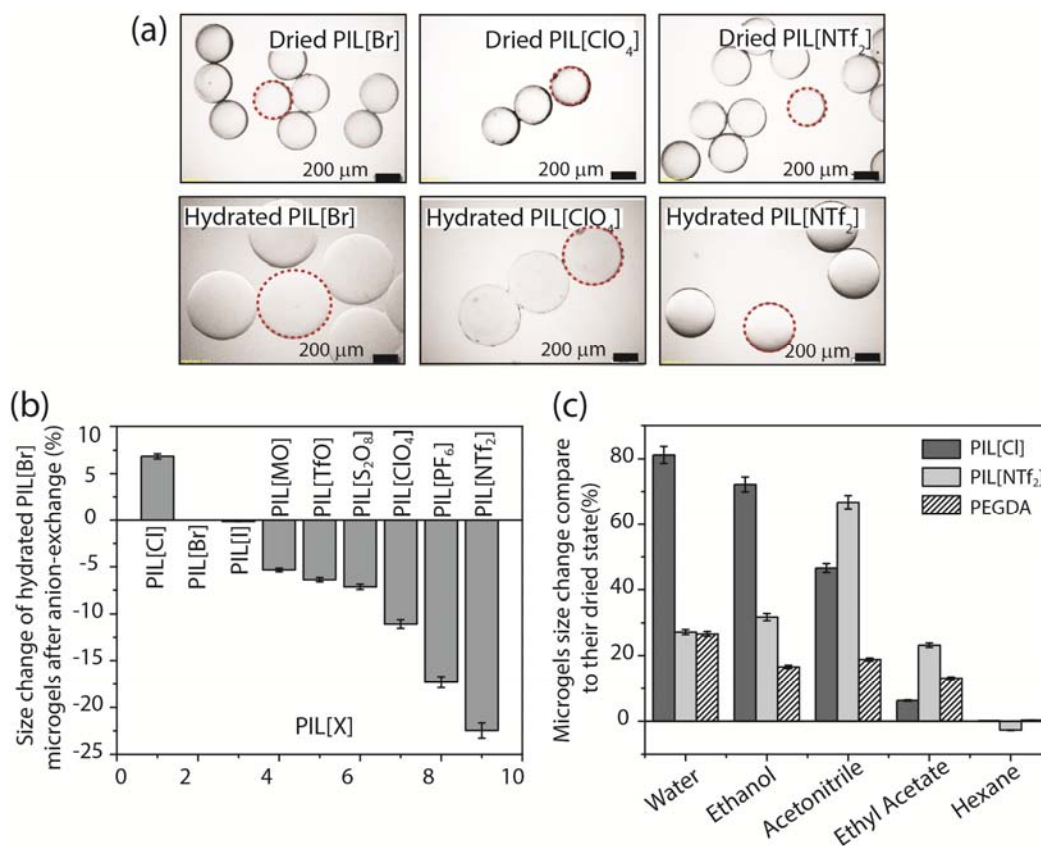 (a)
Dried PIL[Br]
200 μm
Dried PIL[ClO₄]
200 μm
Dried PIL[NTf₂]
200 μm
Hydrated PIL[Br]
200 μm
Hydrated PIL[ClO₄]
200 μm
Hydrated PIL[NTf₂]
200 μm
(b)
Size change of hydrated PIL[Br]
microgels after anion-exchange (%)
10
5
0
-5
-10
-15
-20
-25
PIL[Cl]
PIL[Br]
PIL[I]
PIL[MO]
PIL[TfO]
PIL[S₂O₈]
PIL[ClO₄]
PIL[PF₆]
PIL[NTf₂]
PIL[X]
0 2 4 6 8 10
(c)
Microgels size change compare
to their dried state(%)
80
60
40
20
0
PIL[Cl]
PIL[NTf₂]
PEGDA
Water
Ethanol
Acetonitrile
Ethyl Acetate
Hexane